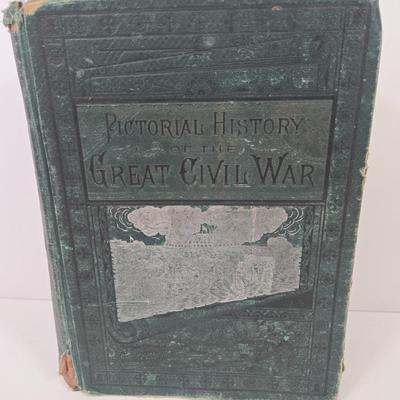 PICTORIAL HISTORY
OF THE
GREAT CIVIL WAR